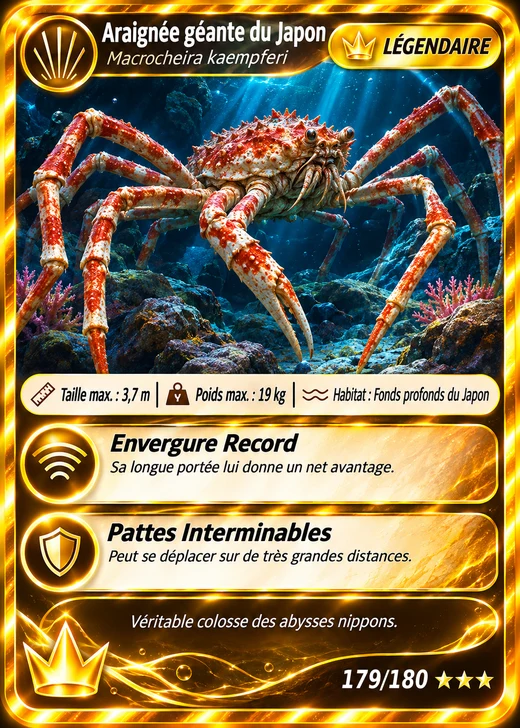 Araignée géante du Japon
Macrocheira kaempferi
LÉGENDAIRE
Taille max. : 3,7 m | Poids max. : 19 kg | Habitat : Fonds profonds du Japon
Envergure Record
Sa longue portée lui donne un net avantage.
Pattes Interminables
Peut se déplacer sur de très grandes distances.
Véritable colosse des abysses nippons.
179/180 ★★★